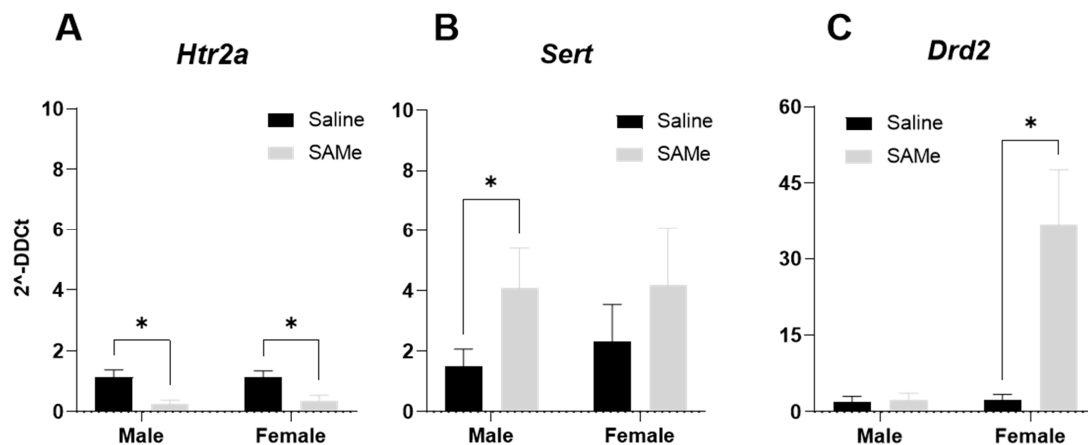 A
Htr2a
2^-DDCt
10
8
6
4
2
0
Saline
SAMe
*
*
Male
Female
B
Sert
10
8
6
4
2
0
Saline
SAMe
*
Male
Female
C
Drd2
60
45
30
15
0
Saline
SAMe
*
Male
Female